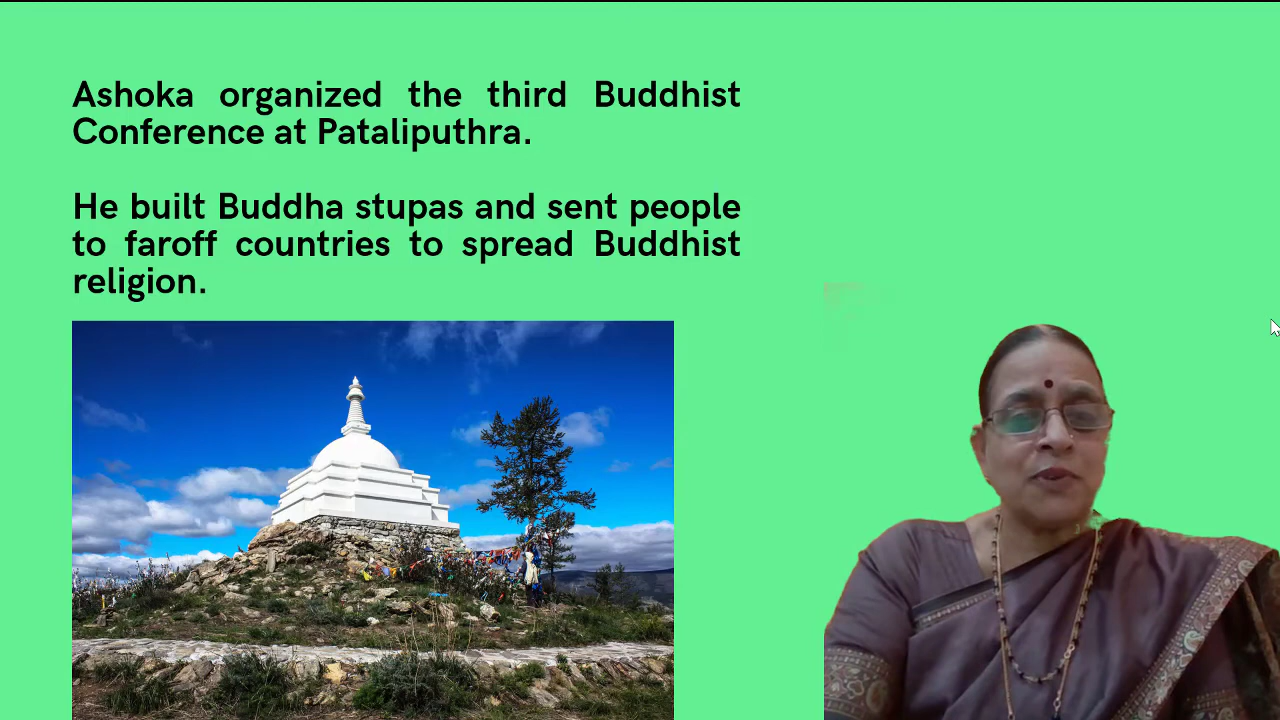 Ashoka organized the third Buddhist
Conference at Pataliputhra.
He built Buddha stupas and sent people
to faroff countries to spread Buddhist
religion.